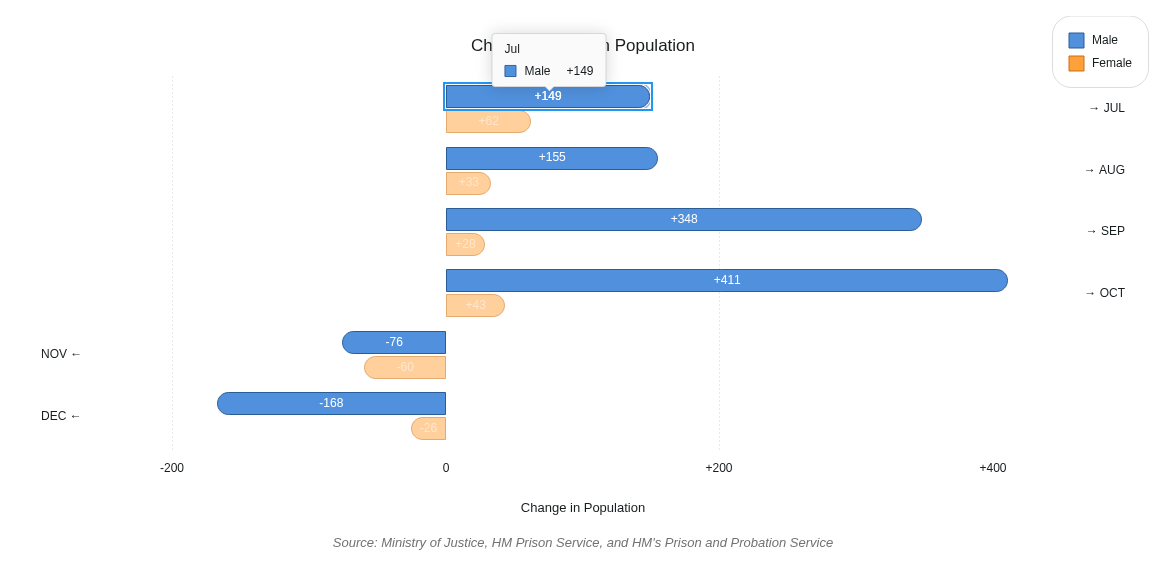 Male
Female
Population
Jul
Male +149
+149
→ JUL
+62
+155
→ AUG
+33
+348
→ SEP
+28
+411
→ OCT
+43
-76
NOV ←
-60
-168
DEC ←
-26
-200 0 +200 +400
Change in Population
Source: Ministry of Justice, HM Prison Service, and HM's Prison and Probation Service